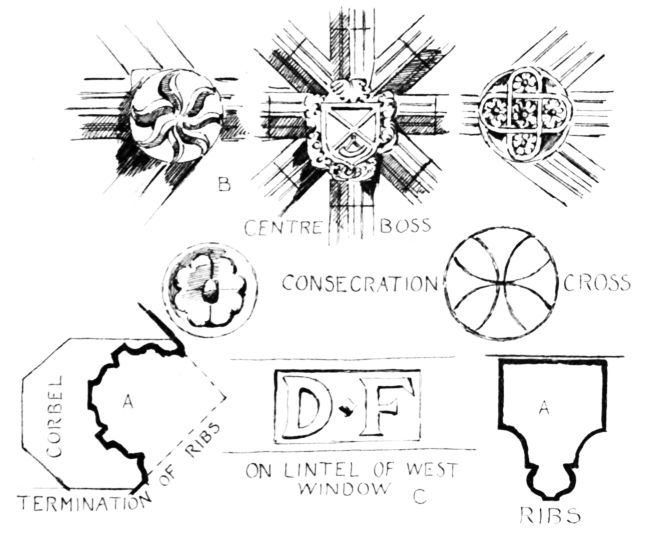 B
CENTRE BOSS
CONSECRATION CROSS
CORBEL
A
TERMINATION OF RIBS
D·F
ON LINTEL OF WEST
WINDOW C
A
RIBS